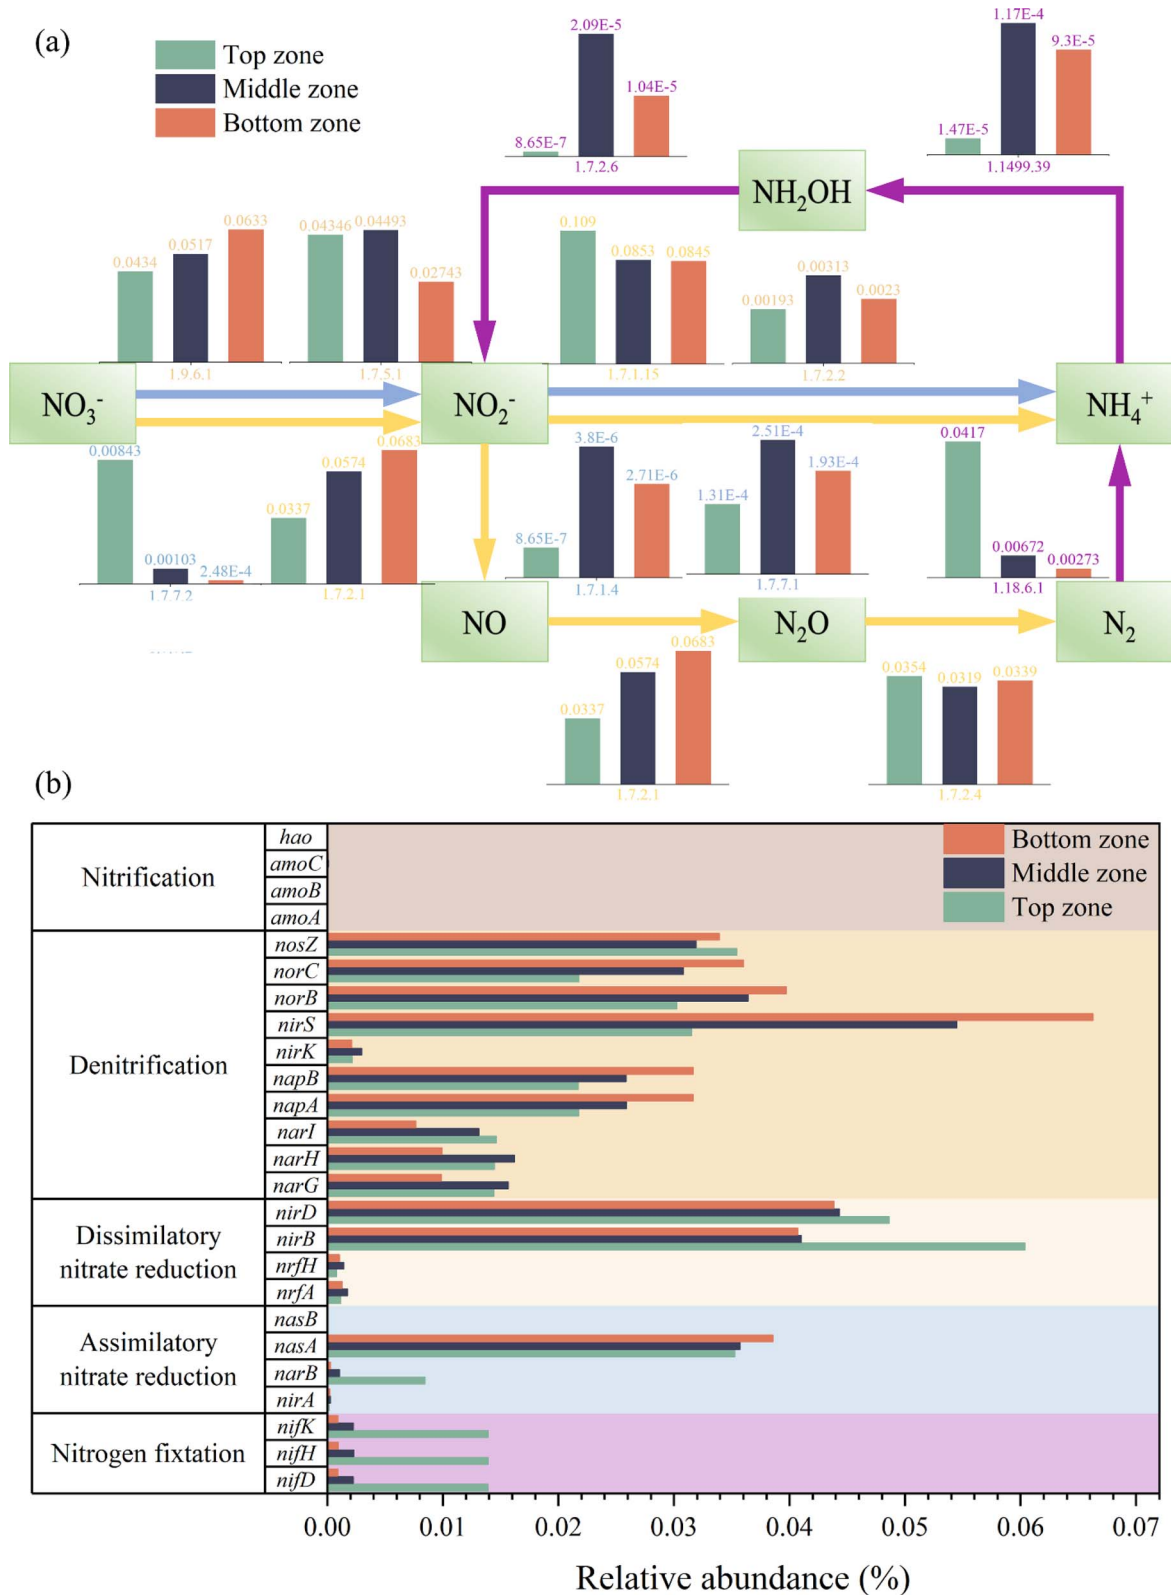 (a)
Top zone
Middle zone
Bottom zone
2.09E-5
1.04E-5
8.65E-7
1.7.2.6
1.17E-4
9.3E-5
1.47E-5
1.1499.39
NH₂OH
0.0434
0.0517
0.0633
1.9.6.1
0.04346
0.04493
0.02743
1.7.5.1
0.109
0.0853
0.0845
1.7.1.15
0.00193
0.00313
0.0023
1.7.2.2
NO₃⁻
NO₂⁻
NH₄⁺
0.00843
0.00103
2.48E-4
1.7.7.2
0.0337
0.0574
0.0683
1.7.2.1
8.65E-7
3.8E-6
2.71E-6
1.7.1.4
1.31E-4
2.51E-4
1.93E-4
1.7.7.1
0.0417
0.00672
0.00273
1.18.6.1
NO
N₂O
N₂
0.0337
0.0574
0.0683
1.7.2.1
0.0354
0.0319
0.0339
1.7.2.4
(b)
Bottom zone
Middle zone
Top zone
Nitrification
hao
amoC
amoB
amoA
Denitrification
nosZ
norC
norB
nirS
nirK
napB
napA
narI
narH
narG
Dissimilatory
nitrate reduction
nirD
nirB
nrfH
nrfA
Assimilatory
nitrate reduction
nasB
nasA
narB
nirA
Nitrogen fixtation
nifK
nifH
nifD
0.00 0.01 0.02 0.03 0.04 0.05 0.06 0.07
Relative abundance (%)